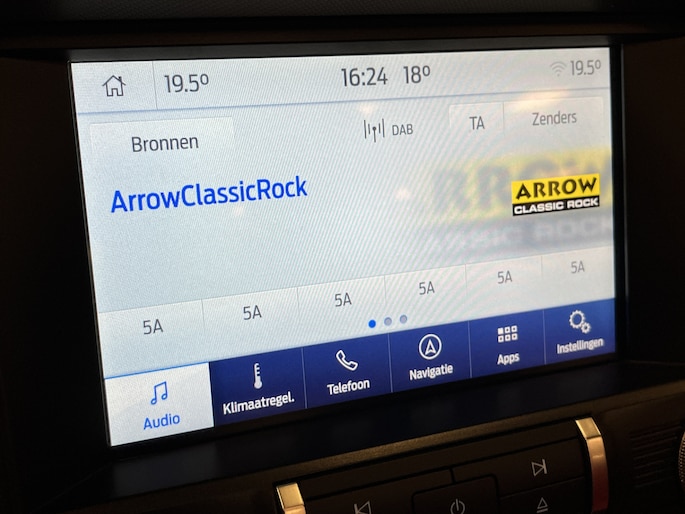 19.5°
16:24 18°
19.5°
Bronnen
DAB
TA
Zenders
ArrowClassicRock
ARROW
CLASSIC ROCK
5A
5A
5A
5A
5A
5A
Audio
Klimaatregel.
Telefoon
Navigatie
Apps
Instellingen